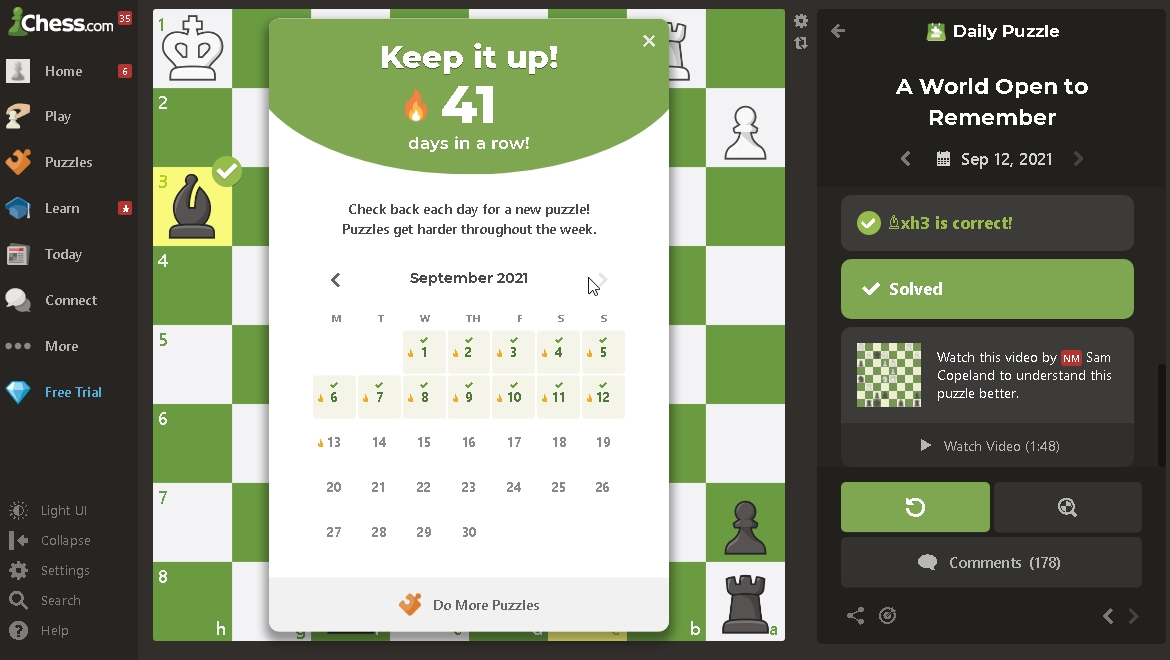 Chess.com
35
Home
6
Play
Puzzles
Learn
Today
Connect
More
Free Trial
Light UI
Collapse
Settings
Search
Help
1
2
3
4
5
6
7
8
h
b
a
Keep it up!
41
days in a row!
Check back each day for a new puzzle!
Puzzles get harder throughout the week.
September 2021
M T W TH F S S
1 2 3 4 5
6 7 8 9 10 11 12
13 14 15 16 17 18 19
20 21 22 23 24 25 26
27 28 29 30
Do More Puzzles
Daily Puzzle
A World Open to
Remember
Sep 12, 2021
♗xh3 is correct!
Solved
Watch this video by NM Sam
Copeland to understand this
puzzle better.
Watch Video (1:48)
Comments (178)